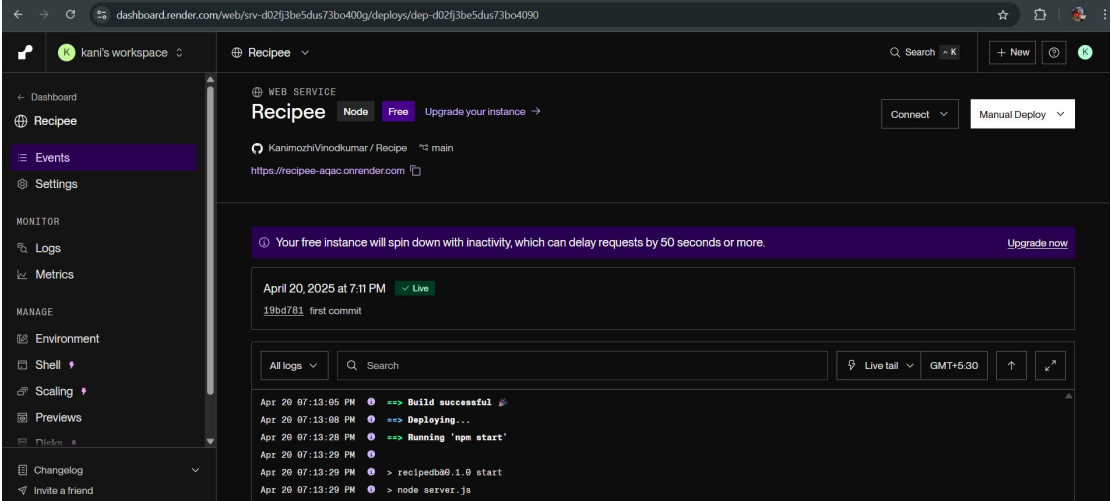 dashboard.render.com/web/srv-d02fj3be5dus73bo400g/deploys/dep-d02fj3be5dus73bo4090
K kani's workspace
Recipee
Search ^ K
+ New
K
← Dashboard
Recipee
Events
Settings
MONITOR
Logs
Metrics
MANAGE
Environment
Shell
Scaling
Previews
Disks
Changelog
Invite a friend
WEB SERVICE
Recipee Node Free Upgrade your instance →
Connect
Manual Deploy
KanimozhiVinodkumar / Recipe main
https://recipee-aqac.onrender.com
Your free instance will spin down with inactivity, which can delay requests by 50 seconds or more. Upgrade now
April 20, 2025 at 7:11 PM ✓ Live
19bd781 first commit
All logs Search Live tail GMT+5:30
Apr 20 07:13:05 PM ==> Build successful 🎉
Apr 20 07:13:08 PM ==> Deploying...
Apr 20 07:13:28 PM ==> Running 'npm start'
Apr 20 07:13:29 PM
Apr 20 07:13:29 PM > recipedb@0.1.0 start
Apr 20 07:13:29 PM > node server.js